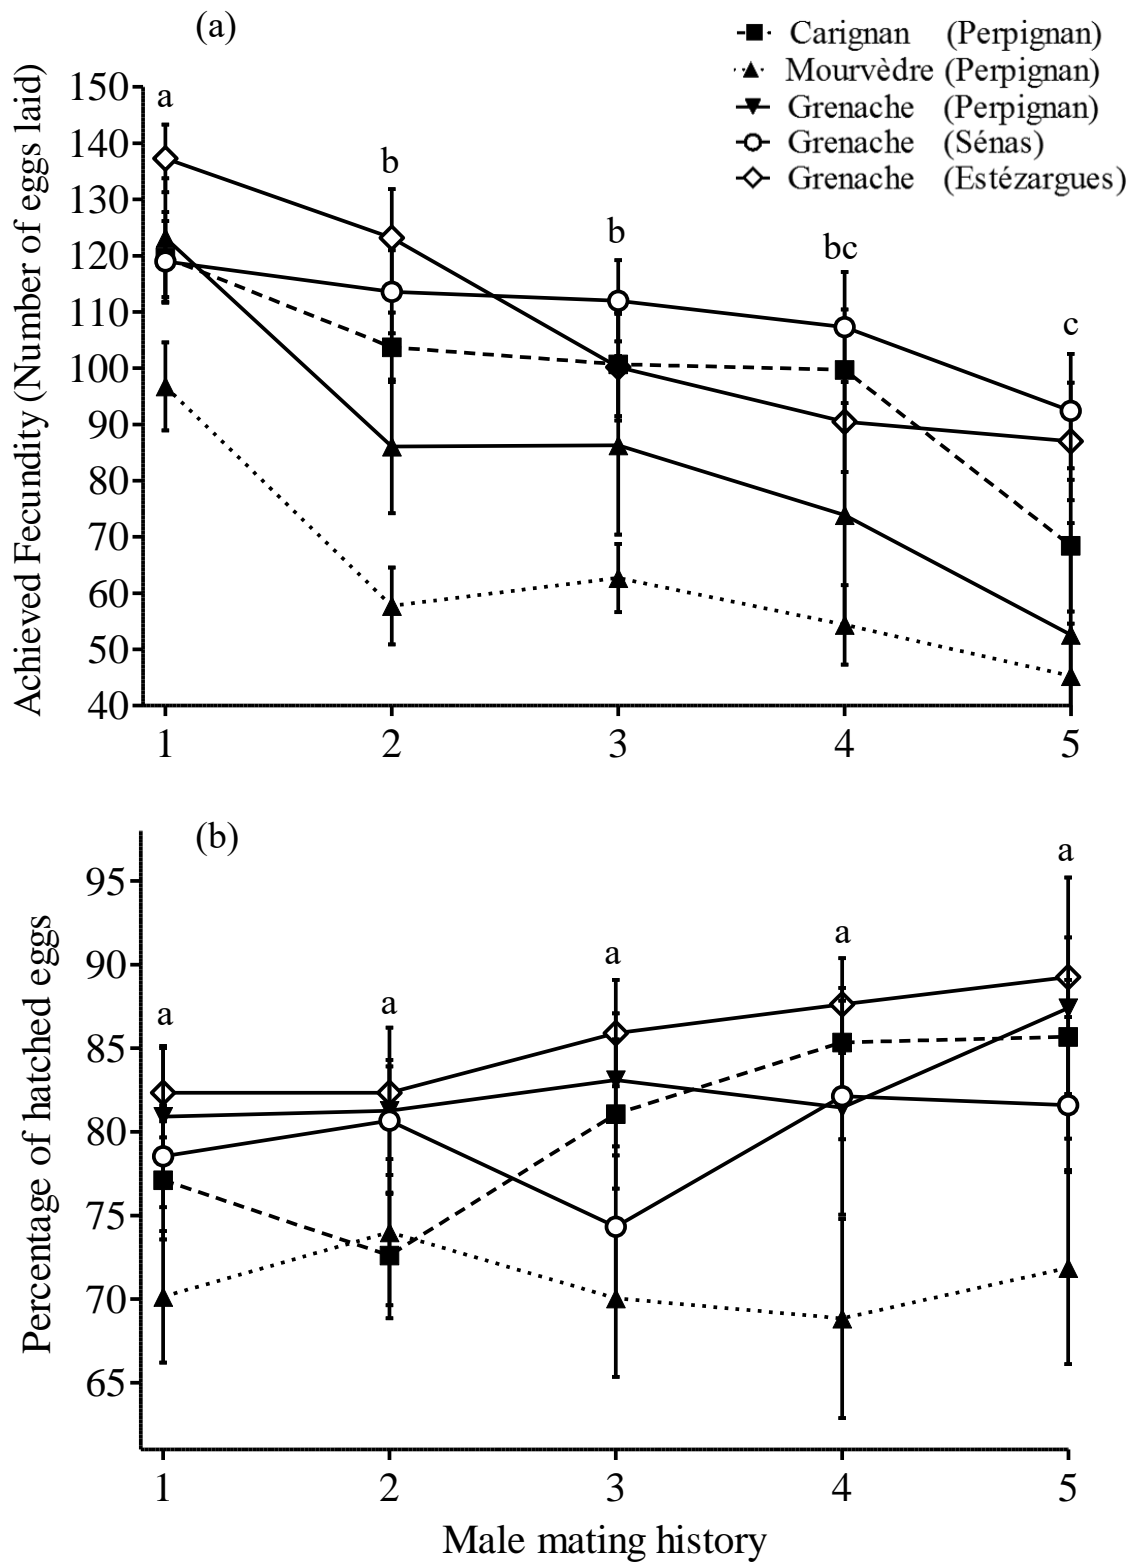 (a)
Carignan (Perpignan)
Mourvèdre (Perpignan)
Grenache (Perpignan)
Grenache (Sénas)
Grenache (Estézargues)
Achieved Fecundity (Number of eggs laid)
150
140
130
120
110
100
90
80
70
60
50
40
a
b
b
bc
c
1 2 3 4 5
(b)
Percentage of hatched eggs
95
90
85
80
75
70
65
a
a
a
a
a
1 2 3 4 5
Male mating history